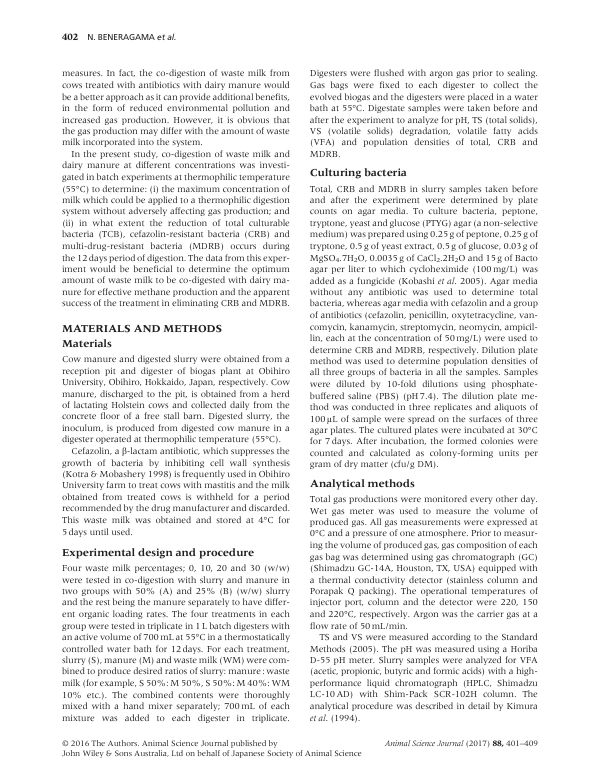 402 N. BENERAGAMA et al.
measures. In fact, the co-digestion of waste milk from
cows treated with antibiotics with dairy manure would
be a better approach as it can provide additional benefits,
in the form of reduced environmental pollution and
increased gas production. However, it is obvious that
the gas production may differ with the amount of waste
milk incorporated into the system.
In the present study, co-digestion of waste milk and
dairy manure at different concentrations was investi-
gated in batch experiments at thermophilic temperature
(55°C) to determine: (i) the maximum concentration of
milk which could be applied to a thermophilic digestion
system without adversely affecting gas production; and
(ii) in what extent the reduction of total culturable
bacteria (TCB), cefazolin-resistant bacteria (CRB) and
multi-drug-resistant bacteria (MDRB) occurs during
the 12 days period of digestion. The data from this exper-
iment would be beneficial to determine the optimum
amount of waste milk to be co-digested with dairy ma-
nure for effective methane production and the apparent
success of the treatment in eliminating CRB and MDRB.
MATERIALS AND METHODS
Materials
Cow manure and digested slurry were obtained from a
reception pit and digester of biogas plant at Obihiro
University, Obihiro, Hokkaido, Japan, respectively. Cow
manure, discharged to the pit, is obtained from a herd
of lactating Holstein cows and collected daily from the
concrete floor of a free stall barn. Digested slurry, the
inoculum, is produced from digested cow manure in a
digester operated at thermophilic temperature (55°C).
Cefazolin, a β-lactam antibiotic, which suppresses the
growth of bacteria by inhibiting cell wall synthesis
(Kotra & Mobashery 1998) is frequently used in Obihiro
University farm to treat cows with mastitis and the milk
obtained from treated cows is withheld for a period
recommended by the drug manufacturer and discarded.
This waste milk was obtained and stored at 4°C for
5 days until used.
Experimental design and procedure
Four waste milk percentages; 0, 10, 20 and 30 (w/w)
were tested in co-digestion with slurry and manure in
two groups with 50% (A) and 25% (B) (w/w) slurry
and the rest being the manure separately to have differ-
ent organic loading rates. The four treatments in each
group were tested in triplicate in 1 L batch digesters with
an active volume of 700 mL at 55°C in a thermostatically
controlled water bath for 12 days. For each treatment,
slurry (S), manure (M) and waste milk (WM) were com-
bined to produce desired ratios of slurry: manure : waste
milk (for example, S 50%: M 50%, S 50%: M 40%: WM
10% etc.). The combined contents were thoroughly
mixed with a hand mixer separately; 700 mL of each
mixture was added to each digester in triplicate.
Digesters were flushed with argon gas prior to sealing.
Gas bags were fixed to each digester to collect the
evolved biogas and the digesters were placed in a water
bath at 55°C. Digestate samples were taken before and
after the experiment to analyze for pH, TS (total solids),
VS (volatile solids) degradation, volatile fatty acids
(VFA) and population densities of total, CRB and
MDRB.
Culturing bacteria
Total, CRB and MDRB in slurry samples taken before
and after the experiment were determined by plate
counts on agar media. To culture bacteria, peptone,
tryptone, yeast and glucose (PTYG) agar (a non-selective
medium) was prepared using 0.25 g of peptone, 0.25 g of
tryptone, 0.5 g of yeast extract, 0.5 g of glucose, 0.03 g of
MgSO4.7H2O, 0.0035 g of CaCl2.2H2O and 15 g of Bacto
agar per liter to which cycloheximide (100 mg/L) was
added as a fungicide (Kobashi et al. 2005). Agar media
without any antibiotic was used to determine total
bacteria, whereas agar media with cefazolin and a group
of antibiotics (cefazolin, penicillin, oxytetracycline, van-
comycin, kanamycin, streptomycin, neomycin, ampicil-
lin, each at the concentration of 50 mg/L) were used to
determine CRB and MDRB, respectively. Dilution plate
method was used to determine population densities of
all three groups of bacteria in all the samples. Samples
were diluted by 10-fold dilutions using phosphate-
buffered saline (PBS) (pH 7.4). The dilution plate me-
thod was conducted in three replicates and aliquots of
100 μL of sample were spread on the surfaces of three
agar plates. The cultured plates were incubated at 30°C
for 7 days. After incubation, the formed colonies were
counted and calculated as colony-forming units per
gram of dry matter (cfu/g DM).
Analytical methods
Total gas productions were monitored every other day.
Wet gas meter was used to measure the volume of
produced gas. All gas measurements were expressed at
0°C and a pressure of one atmosphere. Prior to measur-
ing the volume of produced gas, gas composition of each
gas bag was determined using gas chromatograph (GC)
(Shimadzu GC-14A, Houston, TX, USA) equipped with
a thermal conductivity detector (stainless column and
Porapak Q packing). The operational temperatures of
injector port, column and the detector were 220, 150
and 220°C, respectively. Argon was the carrier gas at a
flow rate of 50 mL/min.
TS and VS were measured according to the Standard
Methods (2005). The pH was measured using a Horiba
D-55 pH meter. Slurry samples were analyzed for VFA
(acetic, propionic, butyric and formic acids) with a high-
performance liquid chromatograph (HPLC, Shimadzu
LC-10 AD) with Shim-Pack SCR-102H column. The
analytical procedure was described in detail by Kimura
et al. (1994).
© 2016 The Authors. Animal Science Journal published by
John Wiley & Sons Australia, Ltd on behalf of Japanese Society of Animal Science
Animal Science Journal (2017) 88, 401–409